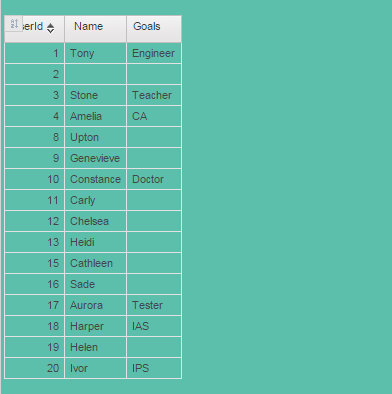 serId Name Goals
1 Tony Engineer
2
3 Stone Teacher
4 Amelia CA
8 Upton
9 Genevieve
10 Constance Doctor
11 Carly
12 Chelsea
13 Heidi
15 Cathleen
16 Sade
17 Aurora Tester
18 Harper IAS
19 Helen
20 Ivor IPS